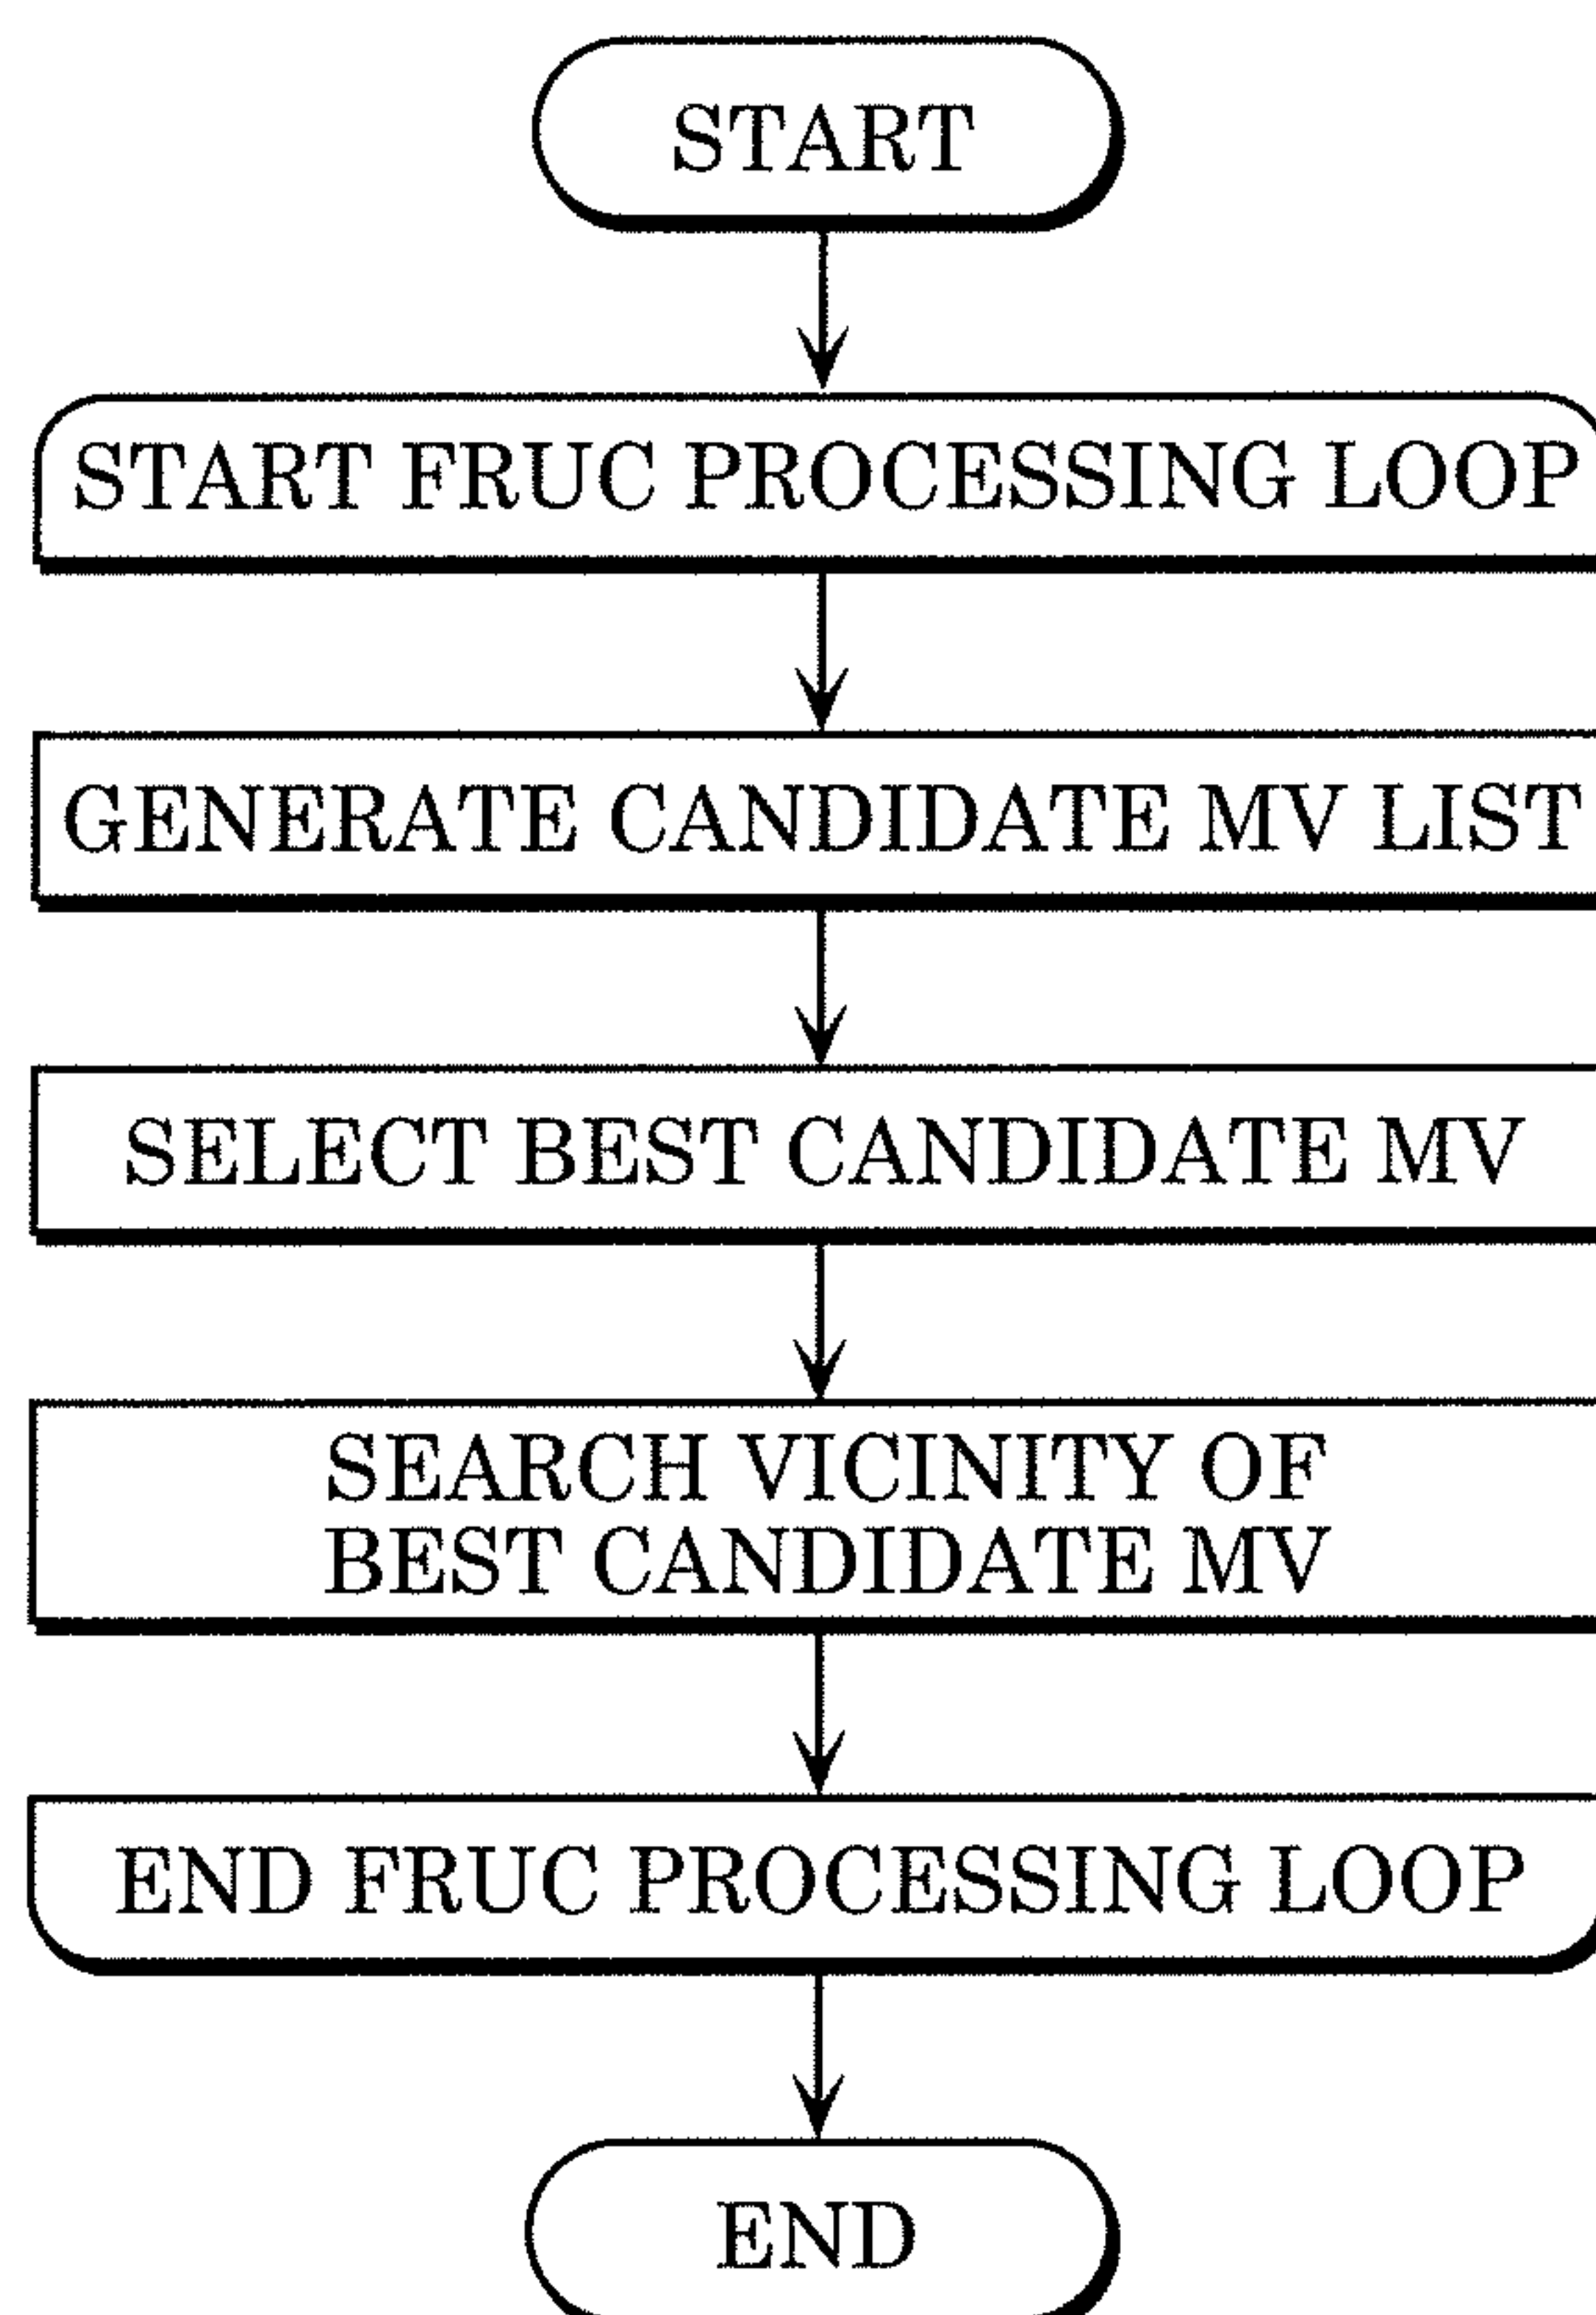 START
START FRUC PROCESSING LOOP
GENERATE CANDIDATE MV LIST
SELECT BEST CANDIDATE MV
SEARCH VICINITY OF
BEST CANDIDATE MV
END FRUC PROCESSING LOOP
END